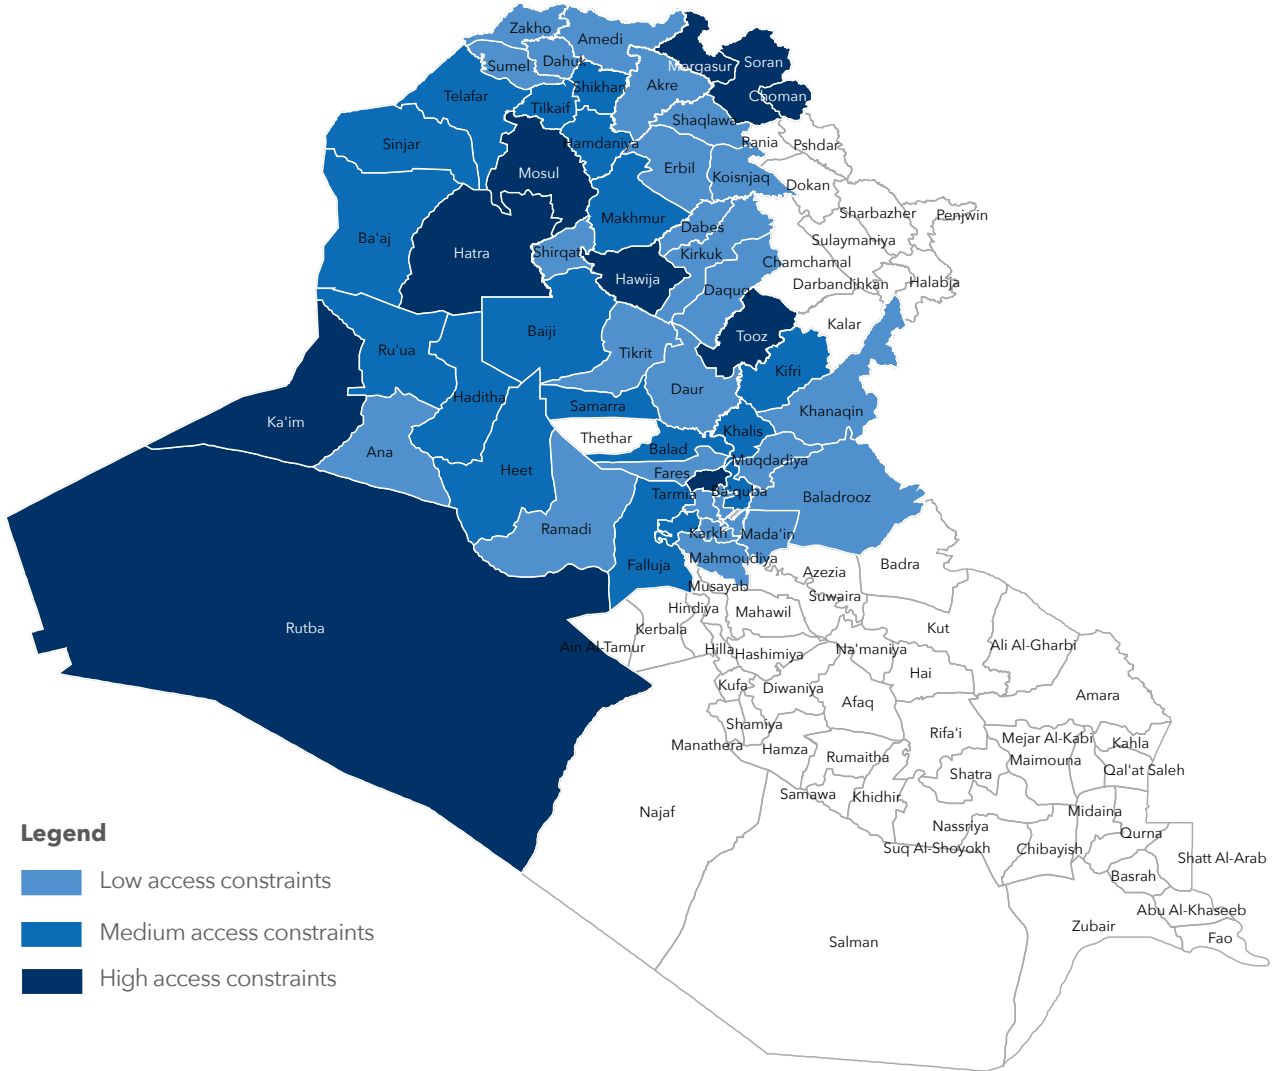 Zakho
Amedi
Sumel
Dahuk
Mergasur
Soran
Shikhan
Akre
Choman
Telafar
Tilkaif
Shaqlawa
Sinjar
Hamdaniya
Rania
Pshdar
Mosul
Erbil
Koisnjaq
Dokan
Makhmur
Dabes
Sharbazher
Penjwin
Ba'aj
Hatra
Shirqat
Kirkuk
Sulaymaniya
Chamchamal
Hawija
Daquq
Darbandihkan
Halabja
Baiji
Tooz
Kalar
Ru'ua
Tikrit
Kifri
Haditha
Daur
Samarra
Khanaqin
Ka'im
Thethar
Khalis
Ana
Balad
Muqdadiya
Heet
Fares
Tarmia
Ba'quba
Baladrooz
Ramadi
Karkh
Mada'in
Falluja
Mahmoudiya
Azezia
Badra
Musayab
Suwaira
Hindiya
Mahawil
Rutba
Kerbala
Kut
Ain Al-Tamur
Hilla
Hashimiya
Na'maniya
Ali Al-Gharbi
Hai
Kufa
Diwaniya
Afaq
Amara
Shamiya
Rifa'i
Manathera
Hamza
Mejar Al-Kabi
Kahla
Rumaitha
Maimouna
Shatra
Qal'at Saleh
Najaf
Samawa
Khidhir
Midaina
Nassriya
Qurna
Suq Al-Shoyokh
Chibayish
Shatt Al-Arab
Basrah
Abu Al-Khaseeb
Zubair
Fao
Salman
Legend
Low access constraints
Medium access constraints
High access constraints